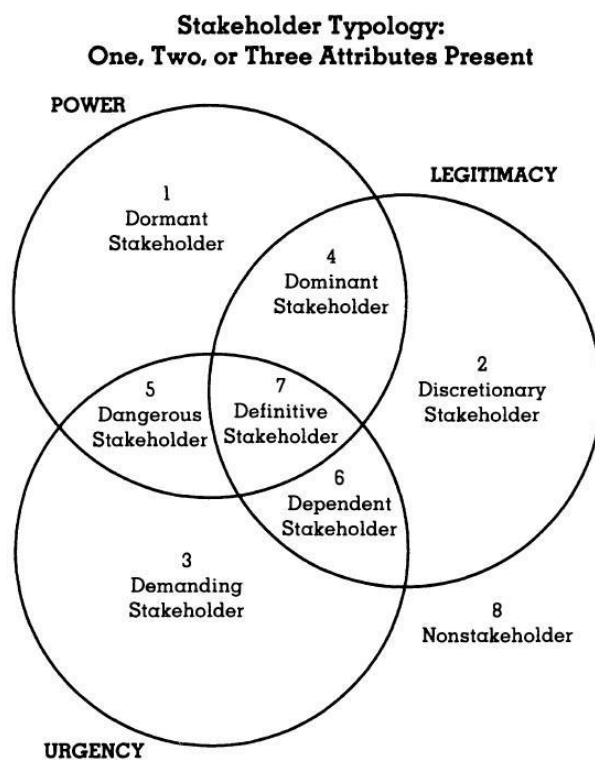 Stakeholder Typology:
One, Two, or Three Attributes Present
POWER
LEGITIMACY
1
Dormant
Stakeholder
4
Dominant
Stakeholder
2
Discretionary
Stakeholder
5
Dangerous
Stakeholder
7
Definitive
Stakeholder
6
Dependent
Stakeholder
3
Demanding
Stakeholder
8
Nonstakeholder
URGENCY